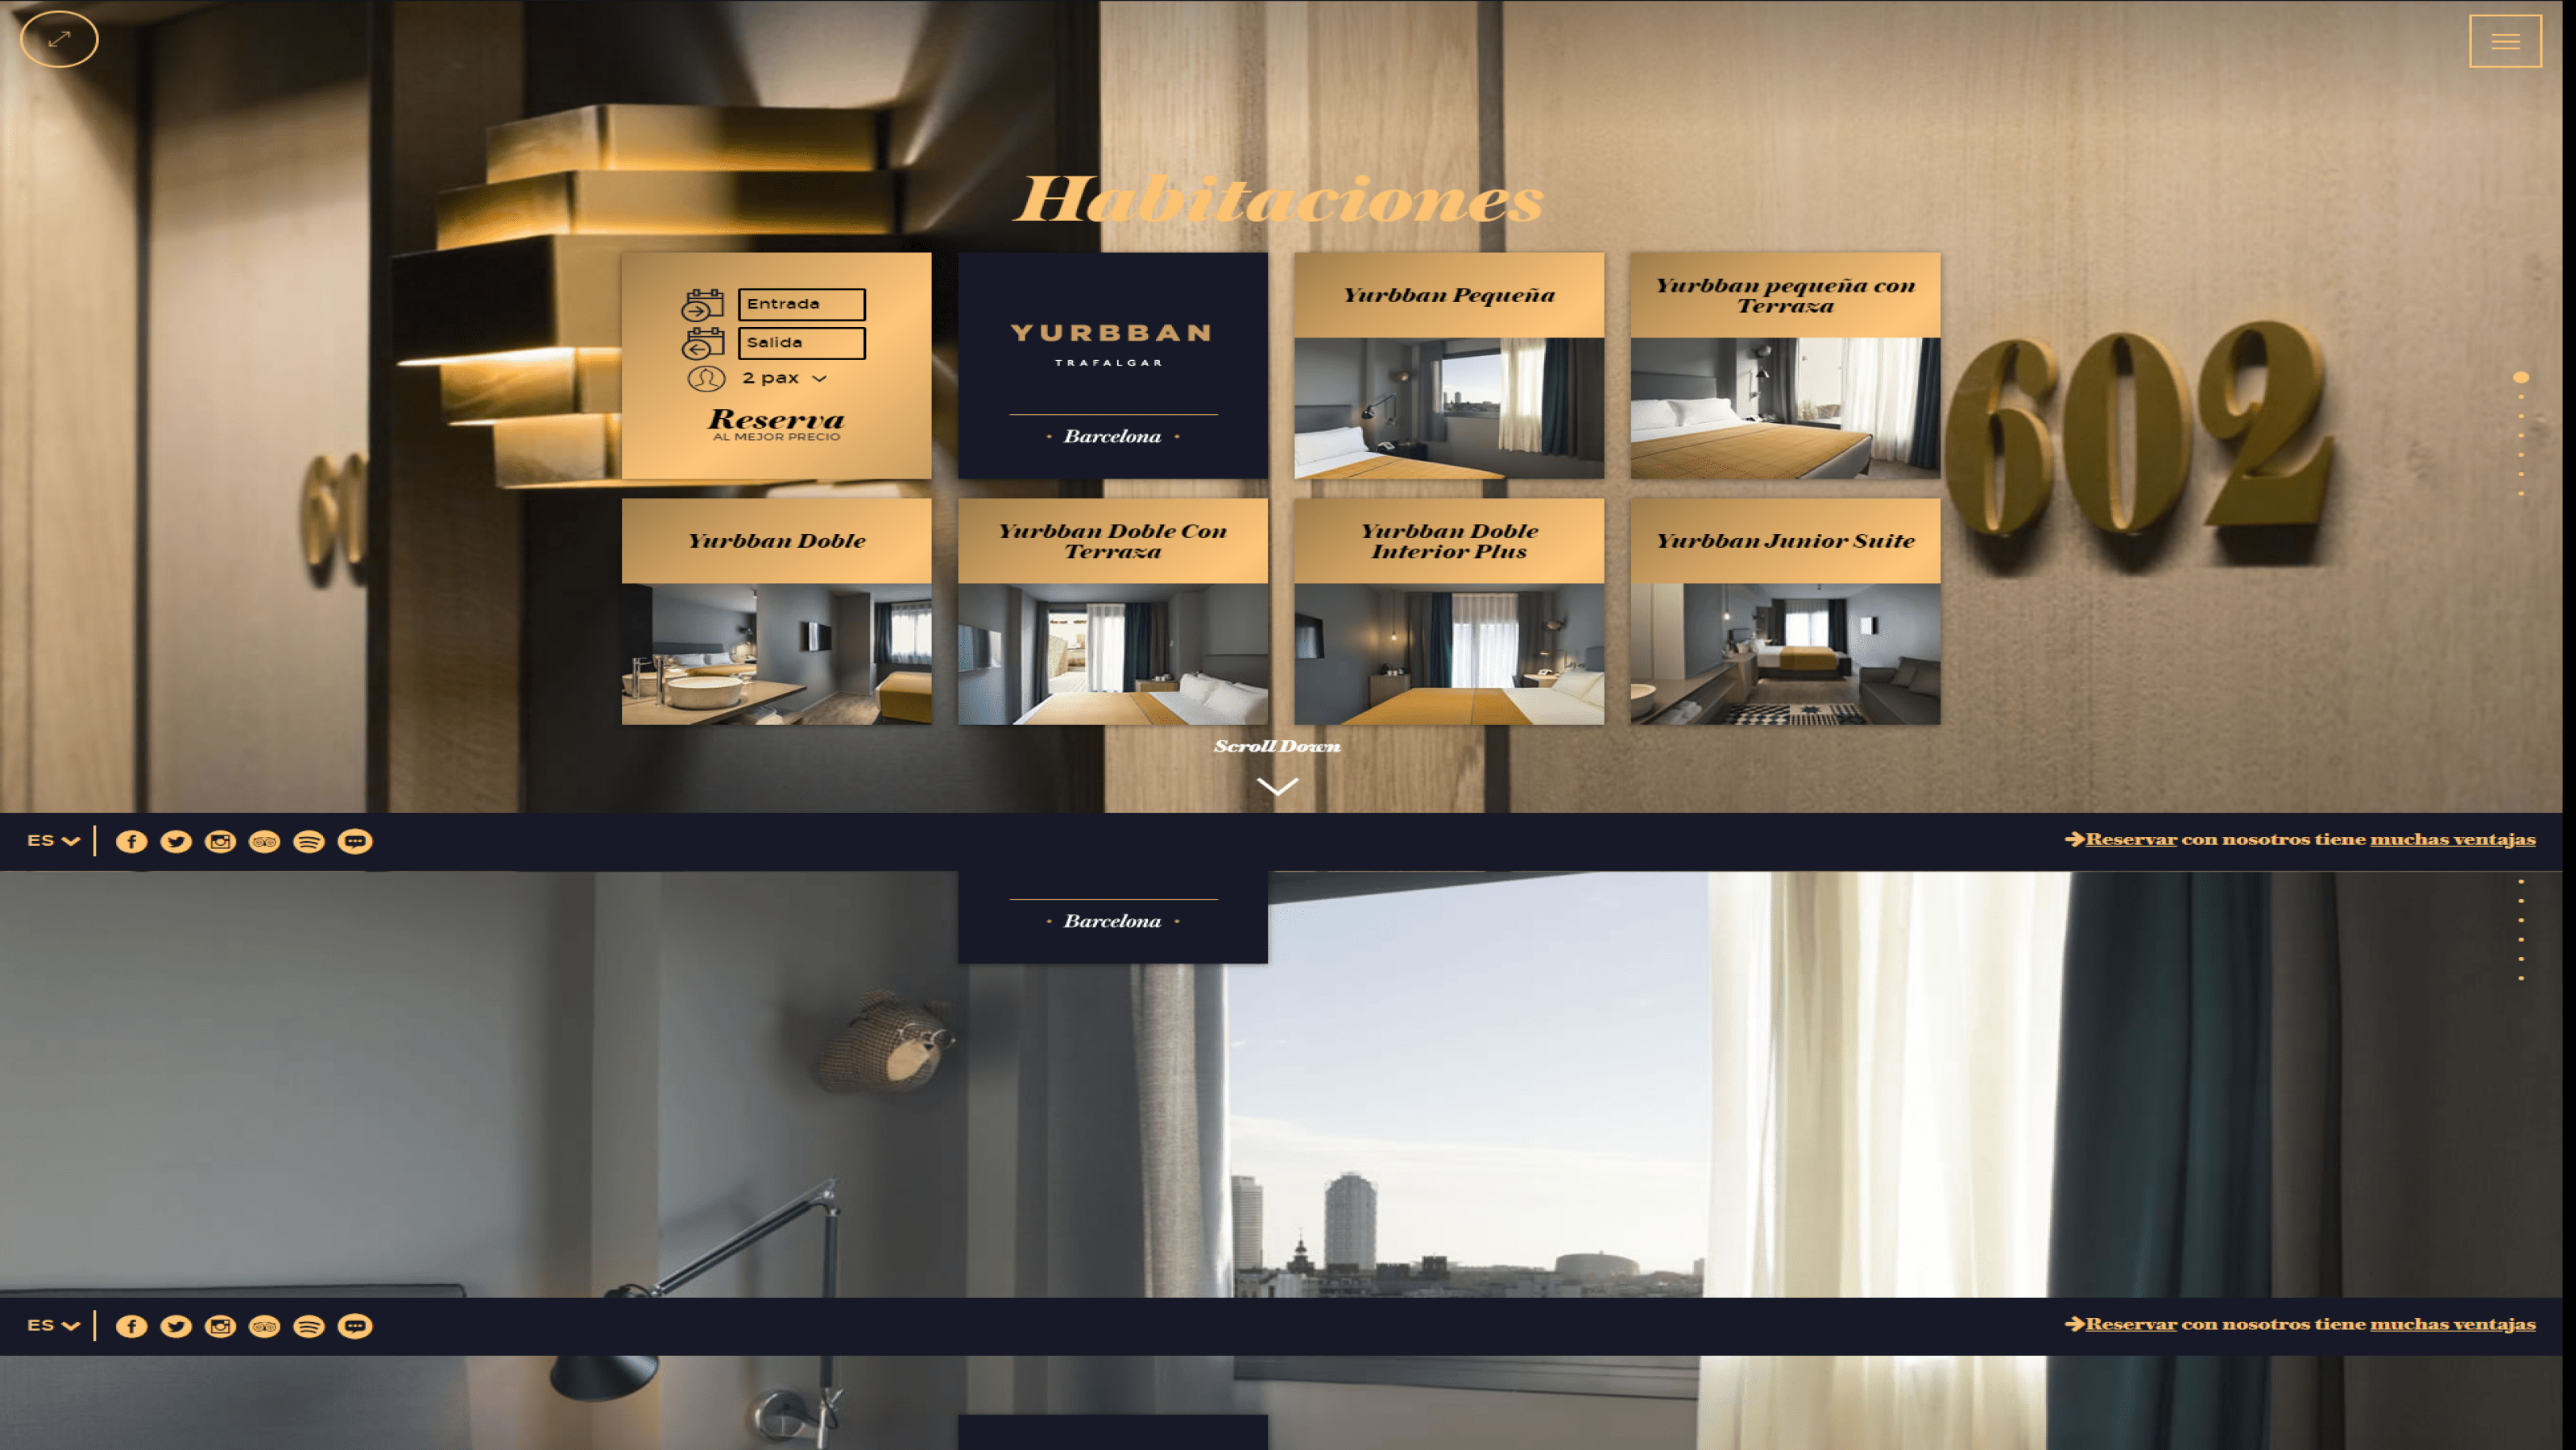 Habitaciones
Entrada
Salida
2 pax
Reserva
AL MEJOR PRECIO
YURBBAN
TRAFALGAR
• Barcelona •
Yurbban Pequeña
Yurbban pequeña con
Terraza
602
60
Yurbban Doble
Yurbban Doble Con
Terraza
Yurbban Doble
Interior Plus
Yurbban Junior Suite
Scroll Down
ES
Reservar con nosotros tiene muchas ventajas
• Barcelona •
ES
Reservar con nosotros tiene muchas ventajas